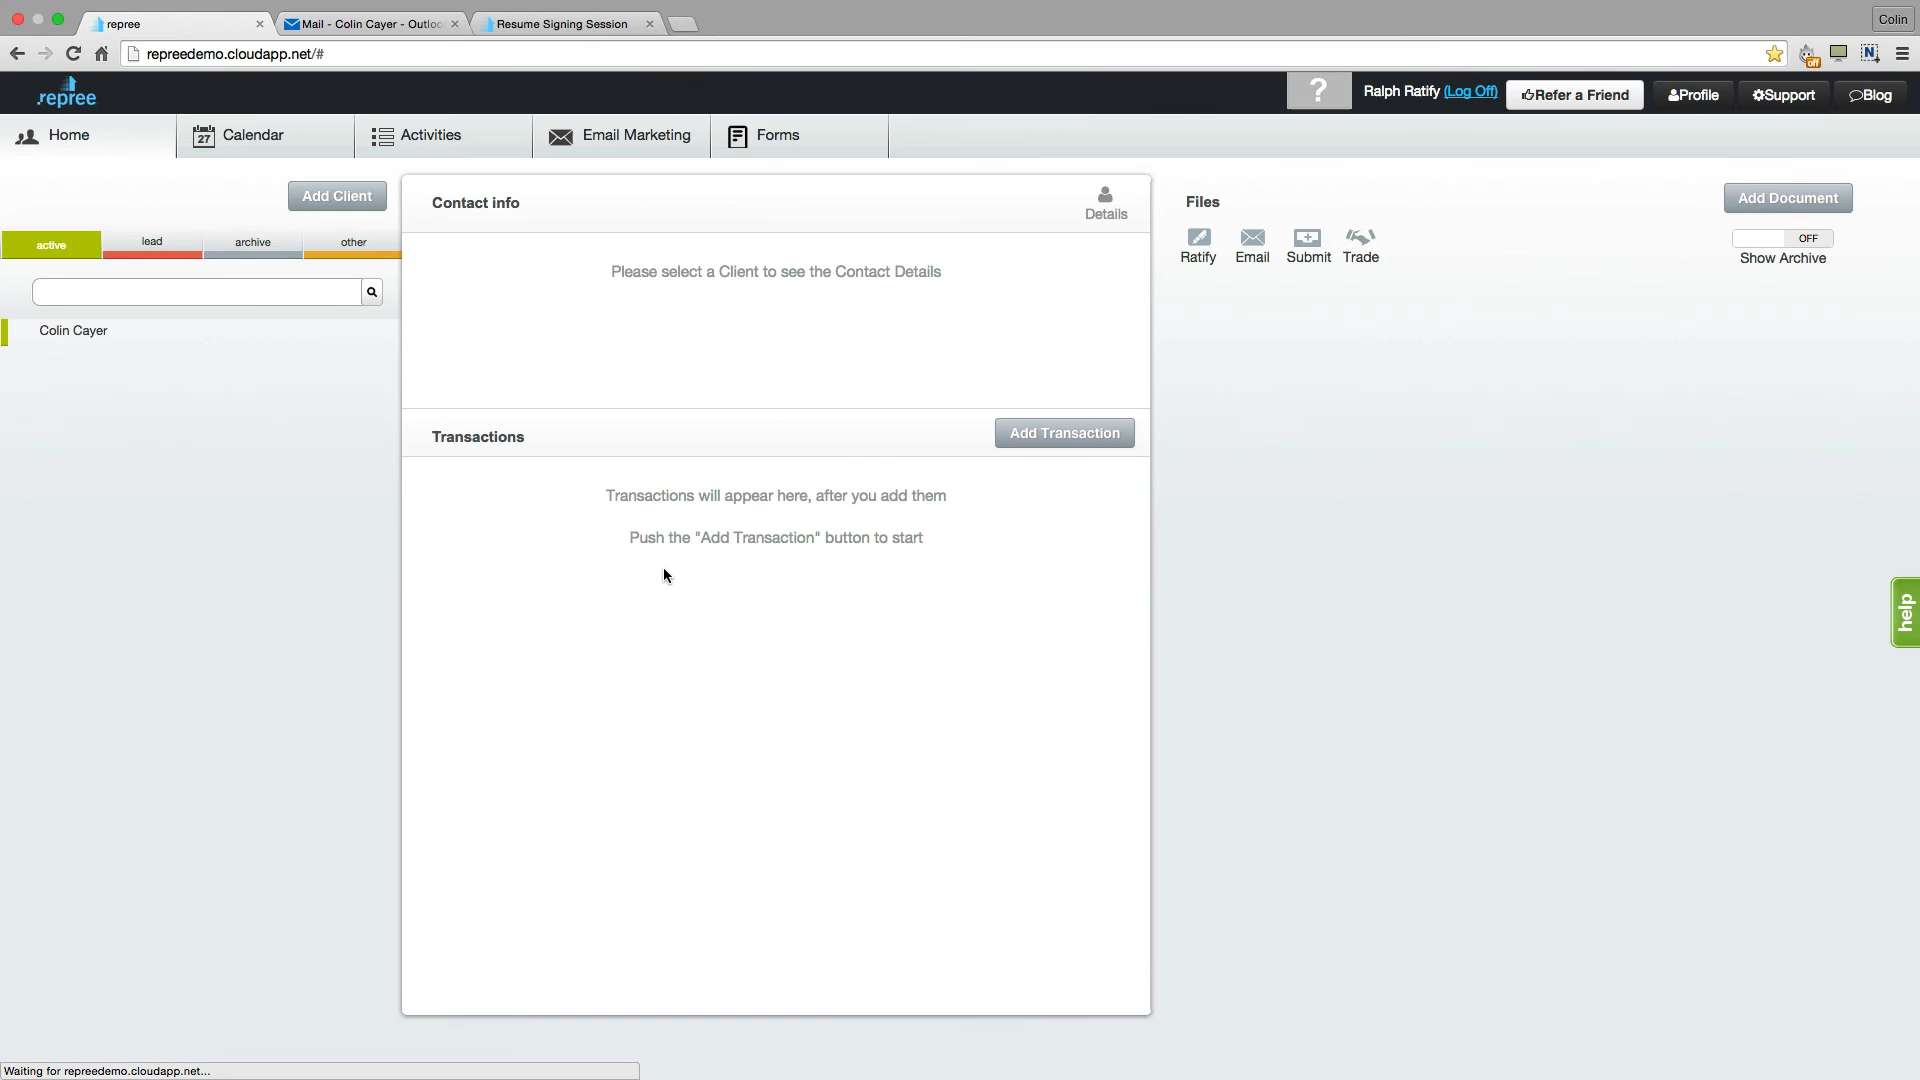 repree
Mail - Colin Cayer - Outloo
Resume Signing Session
Colin
repreedemo.cloudapp.net/#
off
N
repree
?
Ralph Ratify (Log Off)
Refer a Friend
Profile
Support
Blog
Home
27
Calendar
Activities
Email Marketing
Forms
Add Client
active
lead
archive
other
Colin Cayer
Contact info
Details
Please select a Client to see the Contact Details
Transactions
Add Transaction
Transactions will appear here, after you add them
Push the "Add Transaction" button to start
Files
Add Document
Ratify
Email
Submit
Trade
OFF
Show Archive
help
Waiting for repreedemo.cloudapp.net...